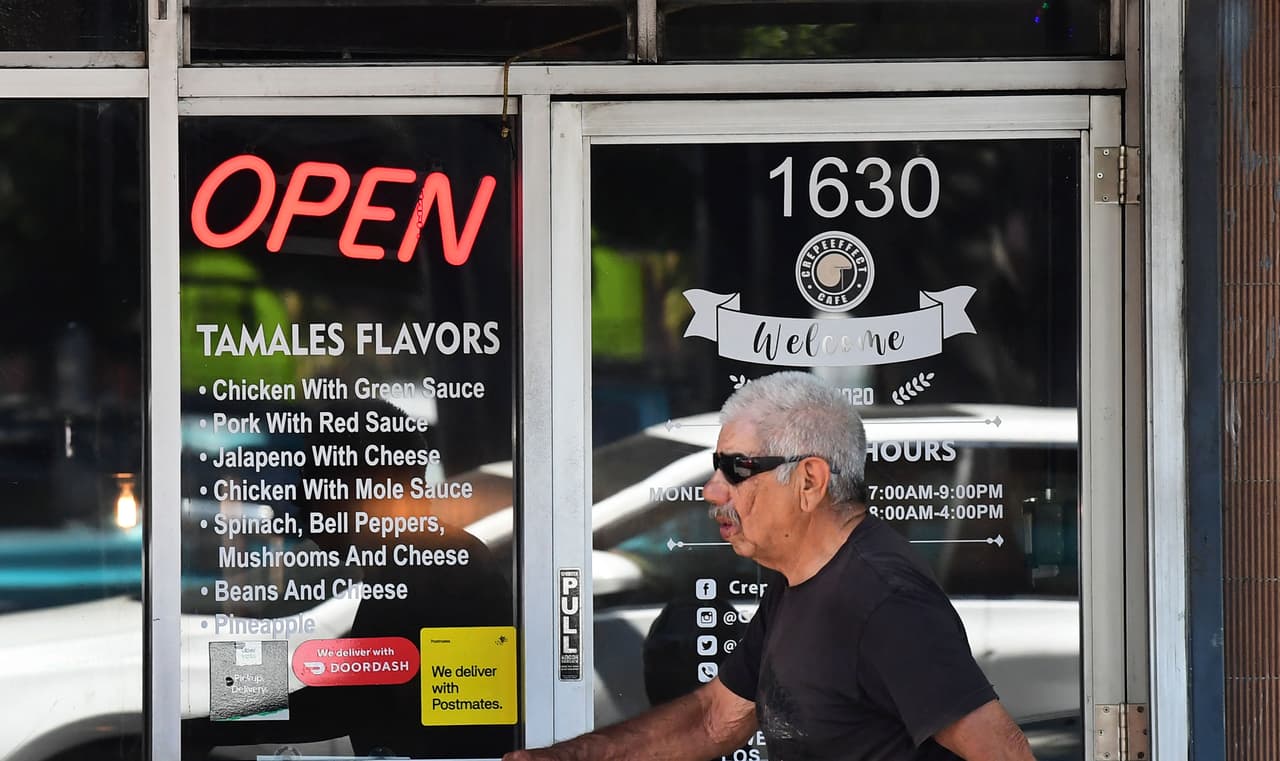 OPEN
TAMALES FLAVORS
• Chicken With Green Sauce
• Pork With Red Sauce
• Jalapeno With Cheese
• Chicken With Mole Sauce
• Spinach, Bell Peppers,
Mushrooms And Cheese
• Beans And Cheese
• Pineapple
Pickup.
Delivery.
We deliver with
DOORDASH
Postmates
We deliver
with
Postmates.
PULL
1630
CREPEEFFECT
CAFE
Welcome
HOURS
7:00AM-9:00PM
8:00AM-4:00PM